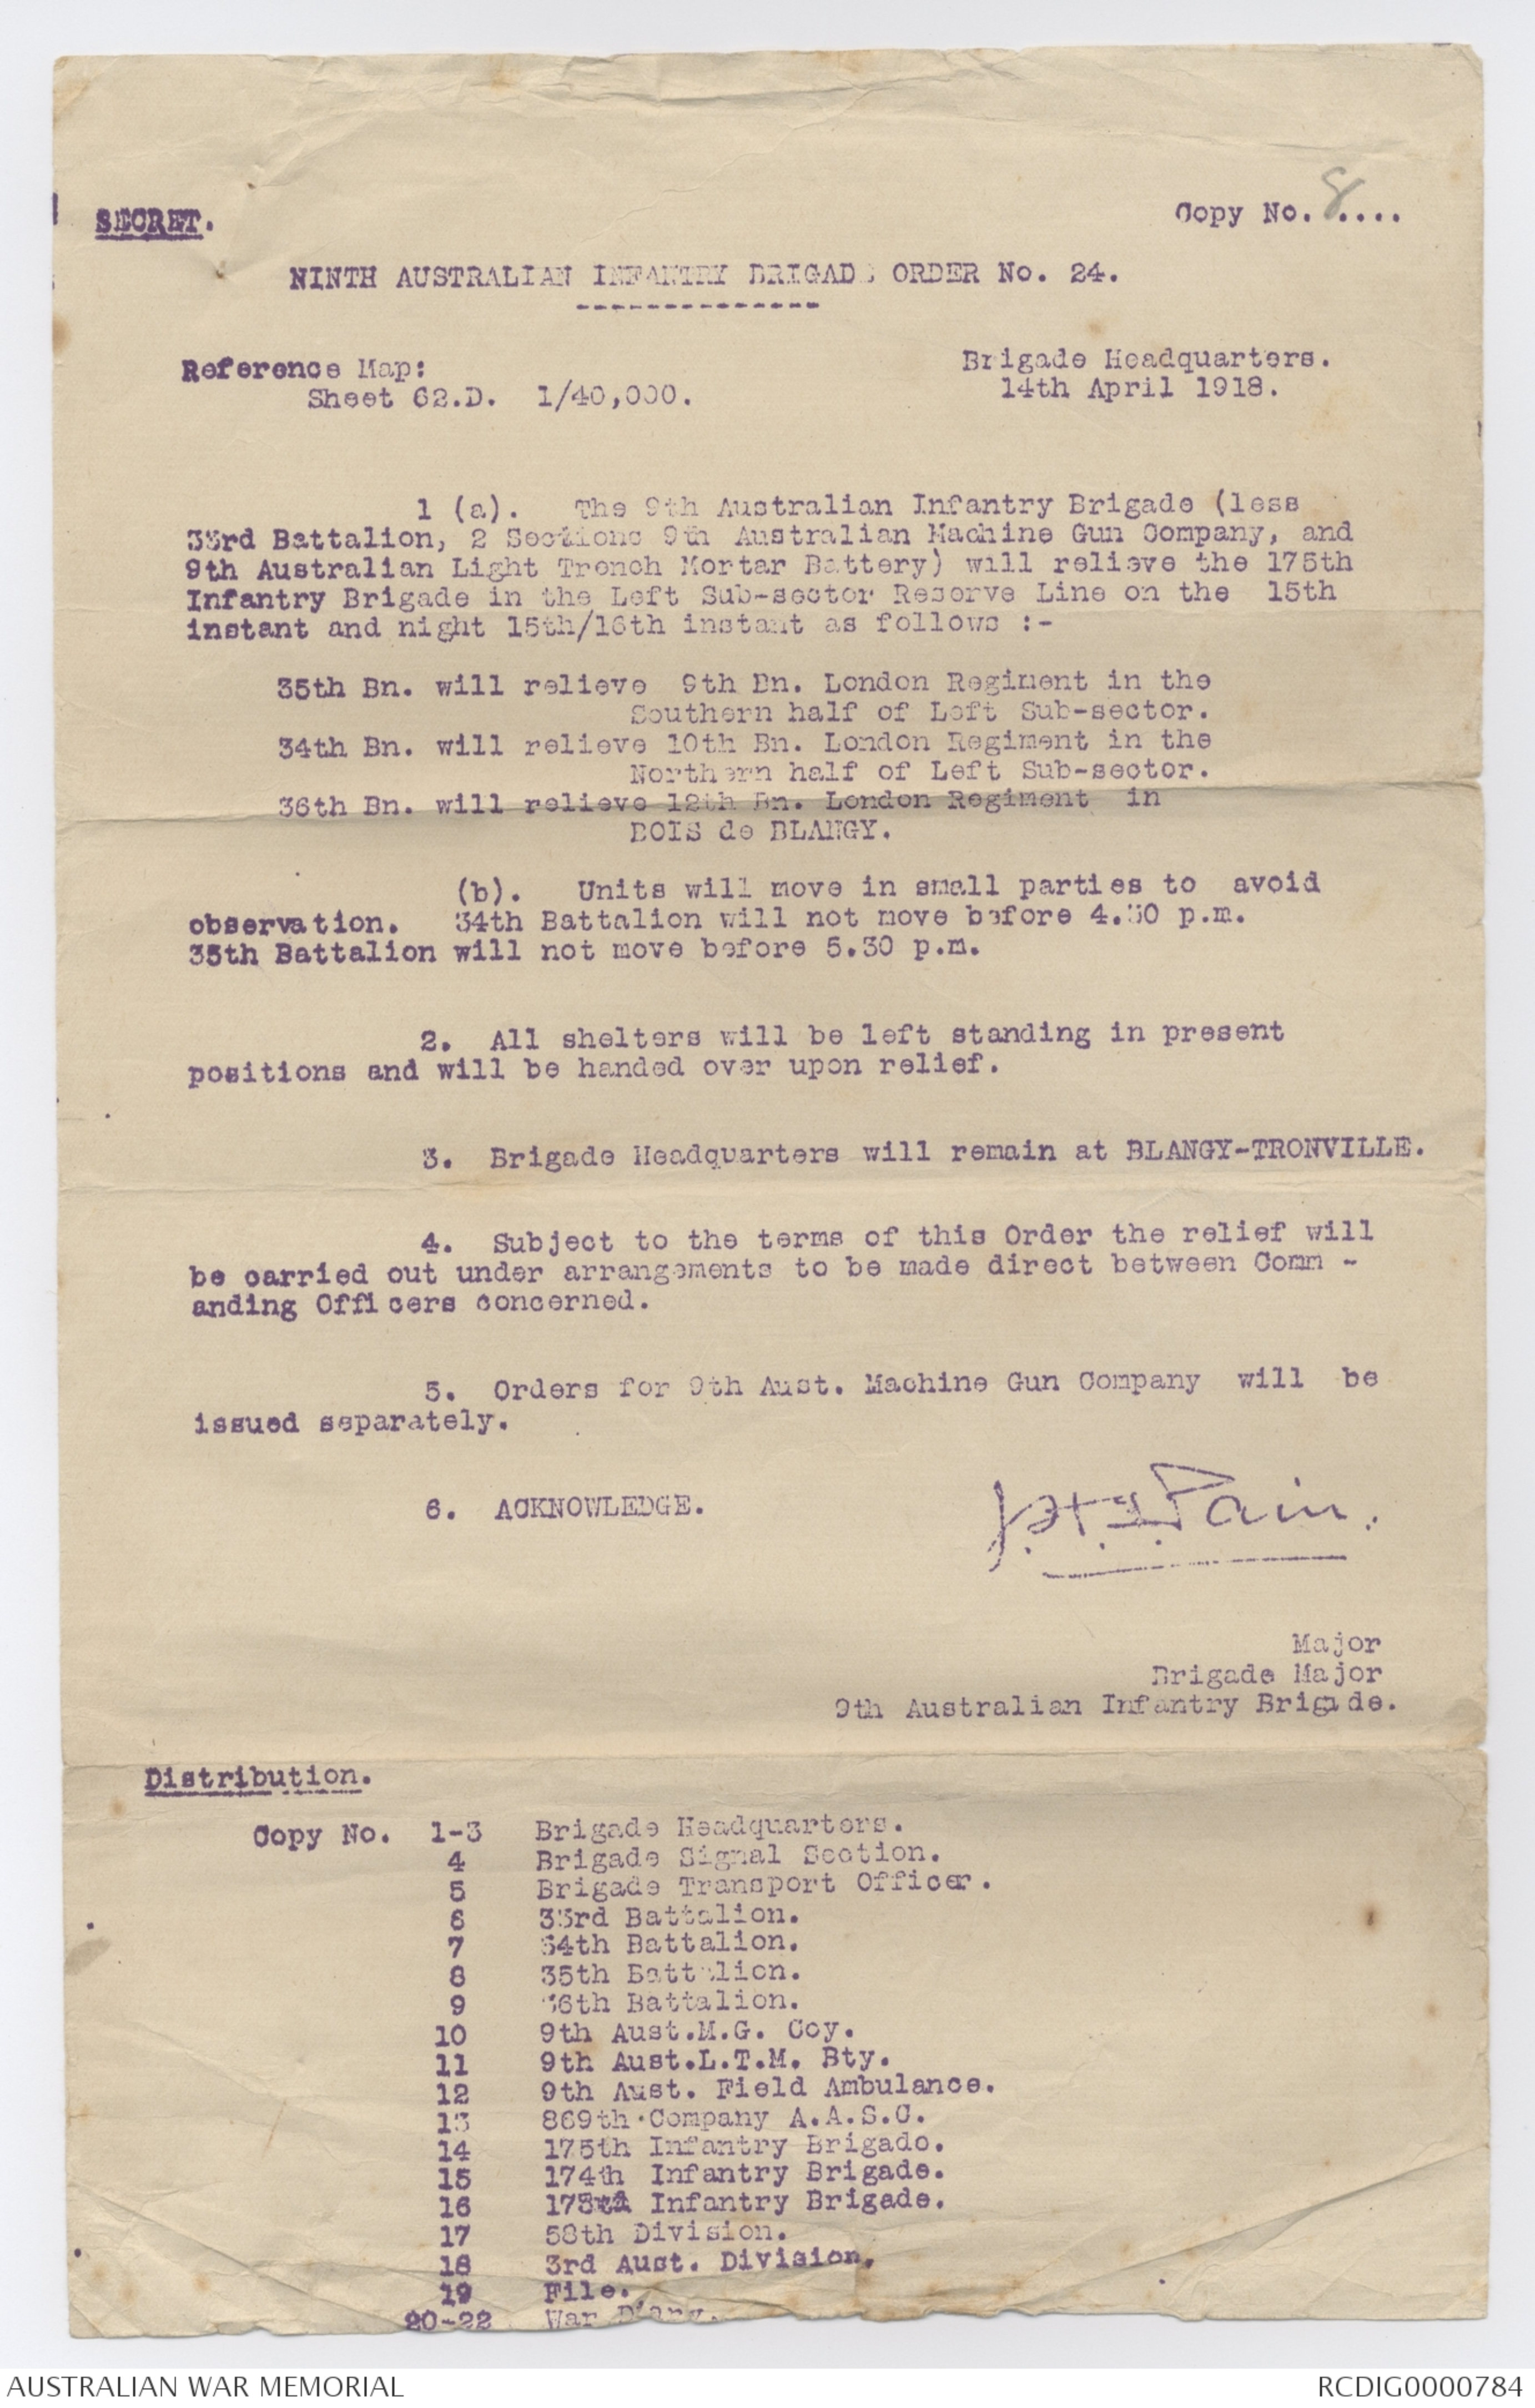 SECRET.
Copy No. 8....
NINTH AUSTRALIAN INFANTRY BRIGADE ORDER No. 24.
Reference Map:
Sheet 62.D. 1/40,000.
Brigade Headquarters.
14th April 1918.
1 (a). The 9th Australian Infantry Brigade (less
33rd Battalion, 2 Sections 9th Australian Machine Gun Company, and
9th Australian Light Trench Mortar Battery) will relieve the 175th
Infantry Brigade in the Left Sub-sector Reserve Line on the 15th
instant and night 15th/16th instant as follows :-
35th Bn. will relieve 9th Bn. London Regiment in the
Southern half of Left Sub-sector.
34th Bn. will relieve 10th Bn. London Regiment in the
Northern half of Left Sub-sector.
36th Bn. will relieve 12th Bn. London Regiment in
BOIS de BLANGY.
(b). Units will move in small parties to avoid
observation. 34th Battalion will not move before 4.30 p.m.
35th Battalion will not move before 5.30 p.m.
2. All shelters will be left standing in present
positions and will be handed over upon relief.
3. Brigade Headquarters will remain at BLANGY-TRONVILLE.
4. Subject to the terms of this Order the relief will
be carried out under arrangements to be made direct between Comm -
anding Officers concerned.
5. Orders for 9th Aust. Machine Gun Company will be
issued separately.
6. ACKNOWLEDGE.
Pain.
Major
Brigade Major
9th Australian Infantry Brigade.
Distribution.
Copy No. 1-3 Brigade Headquarters.
4 Brigade Signal Section.
5 Brigade Transport Officer.
6 33rd Battalion.
7 34th Battalion.
8 35th Battalion.
9 36th Battalion.
10 9th Aust.M.G. Coy.
11 9th Aust.L.T.M. Bty.
12 9th Aust. Field Ambulance.
13 869th Company A.A.S.C.
14 175th Infantry Brigade.
15 174th Infantry Brigade.
16 Infantry Brigade.
17 58th Division.
18 3rd Aust. Division.
19 File.
20-22 War Diary.
AUSTRALIAN WAR MEMORIAL
RCDIG0000784